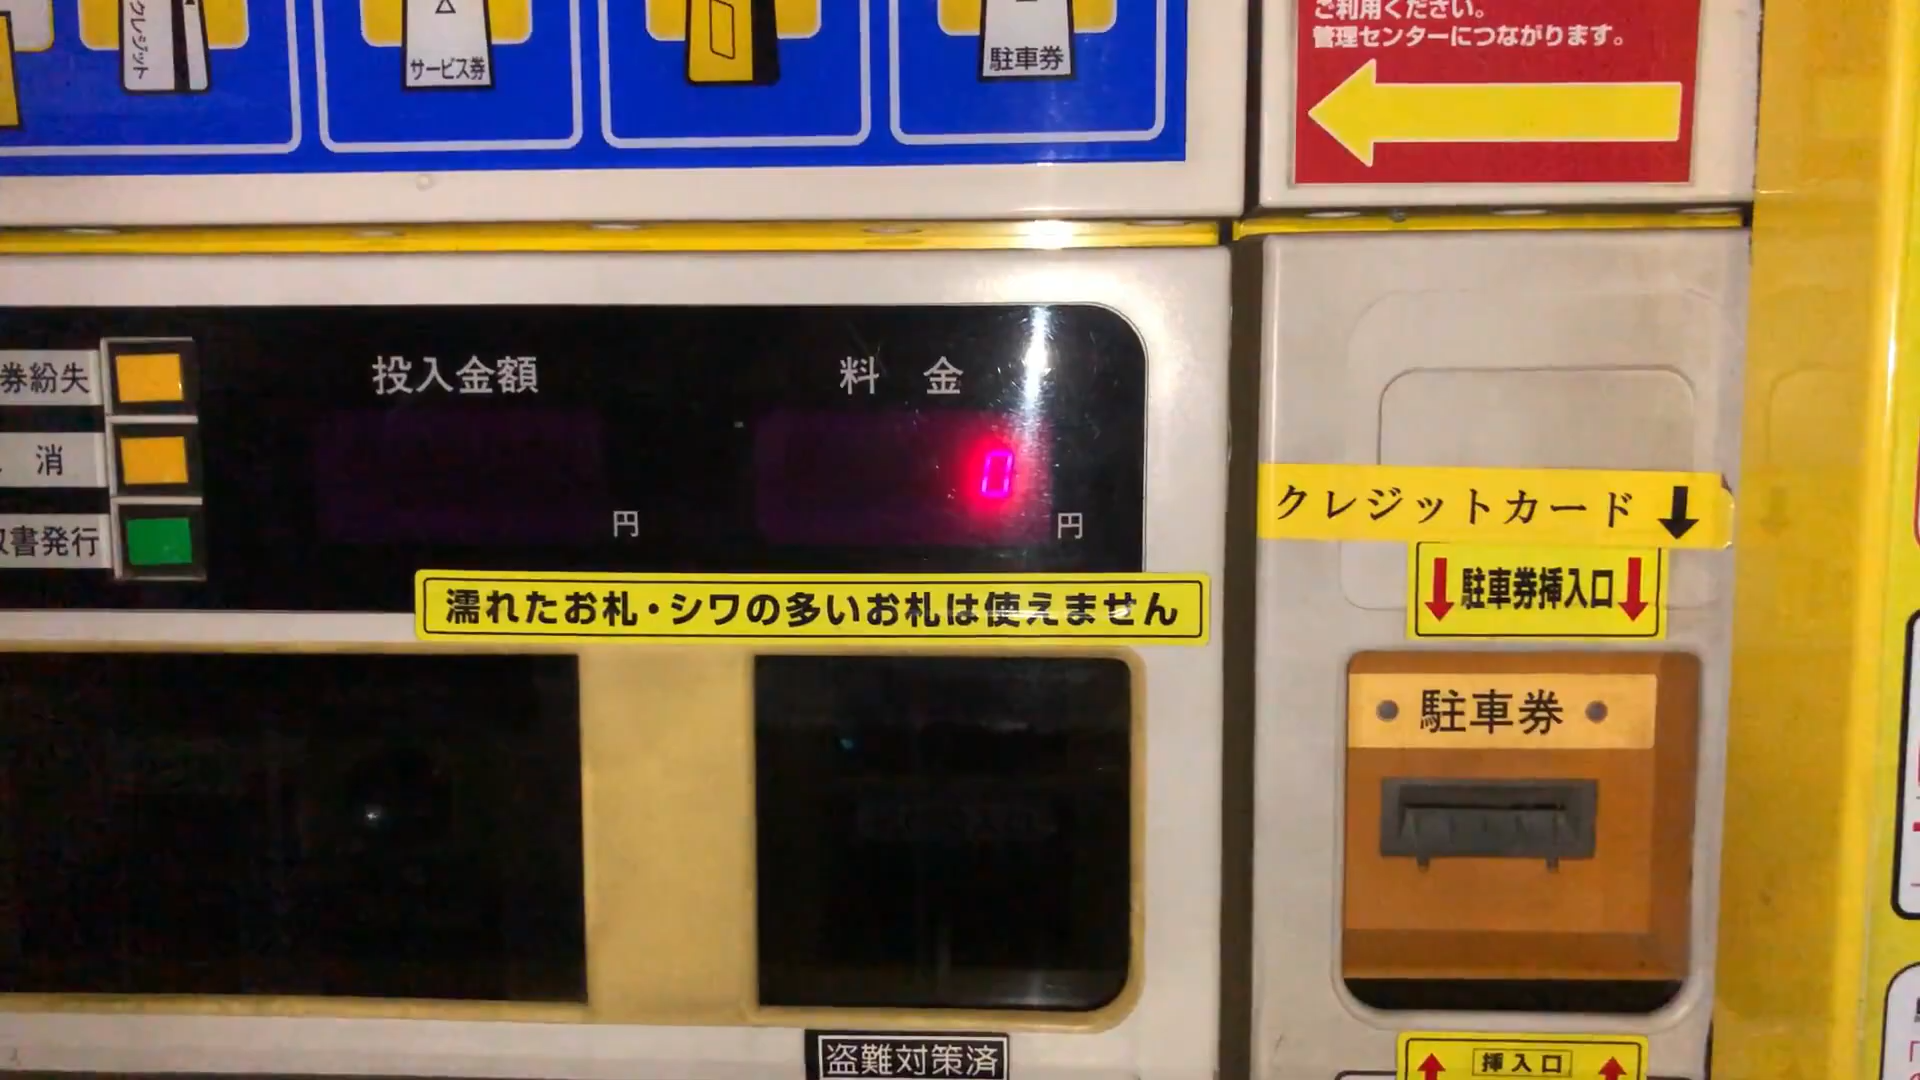 クレジット
サービス券
駐車券
ご利用ください。
管理センターにつながります。
券紛失
消
書発行
投入金額
円
料 金
0
円
濡れたお札・シワの多いお札は使えません
クレジットカード
駐車券挿入口
駐車券
盗難対策済
挿入口